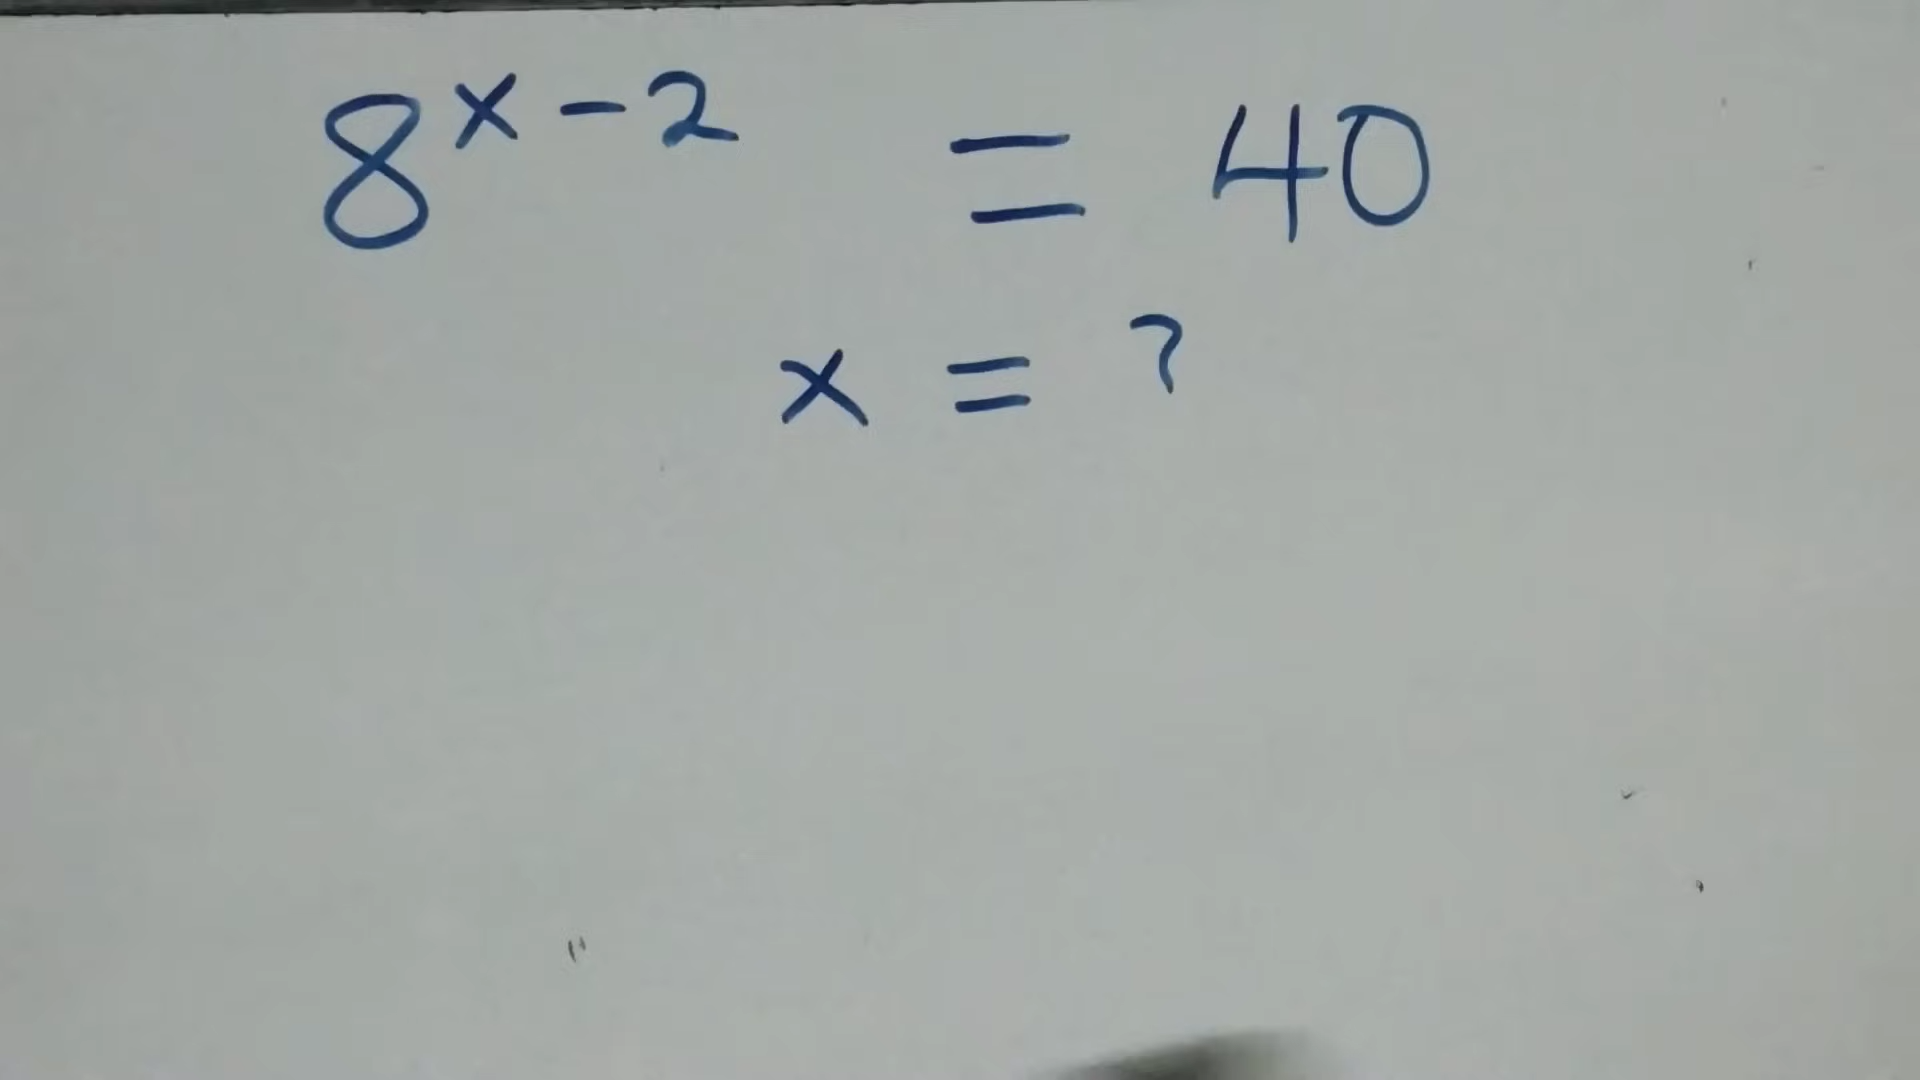 8^{x-2} = 40
x = ?